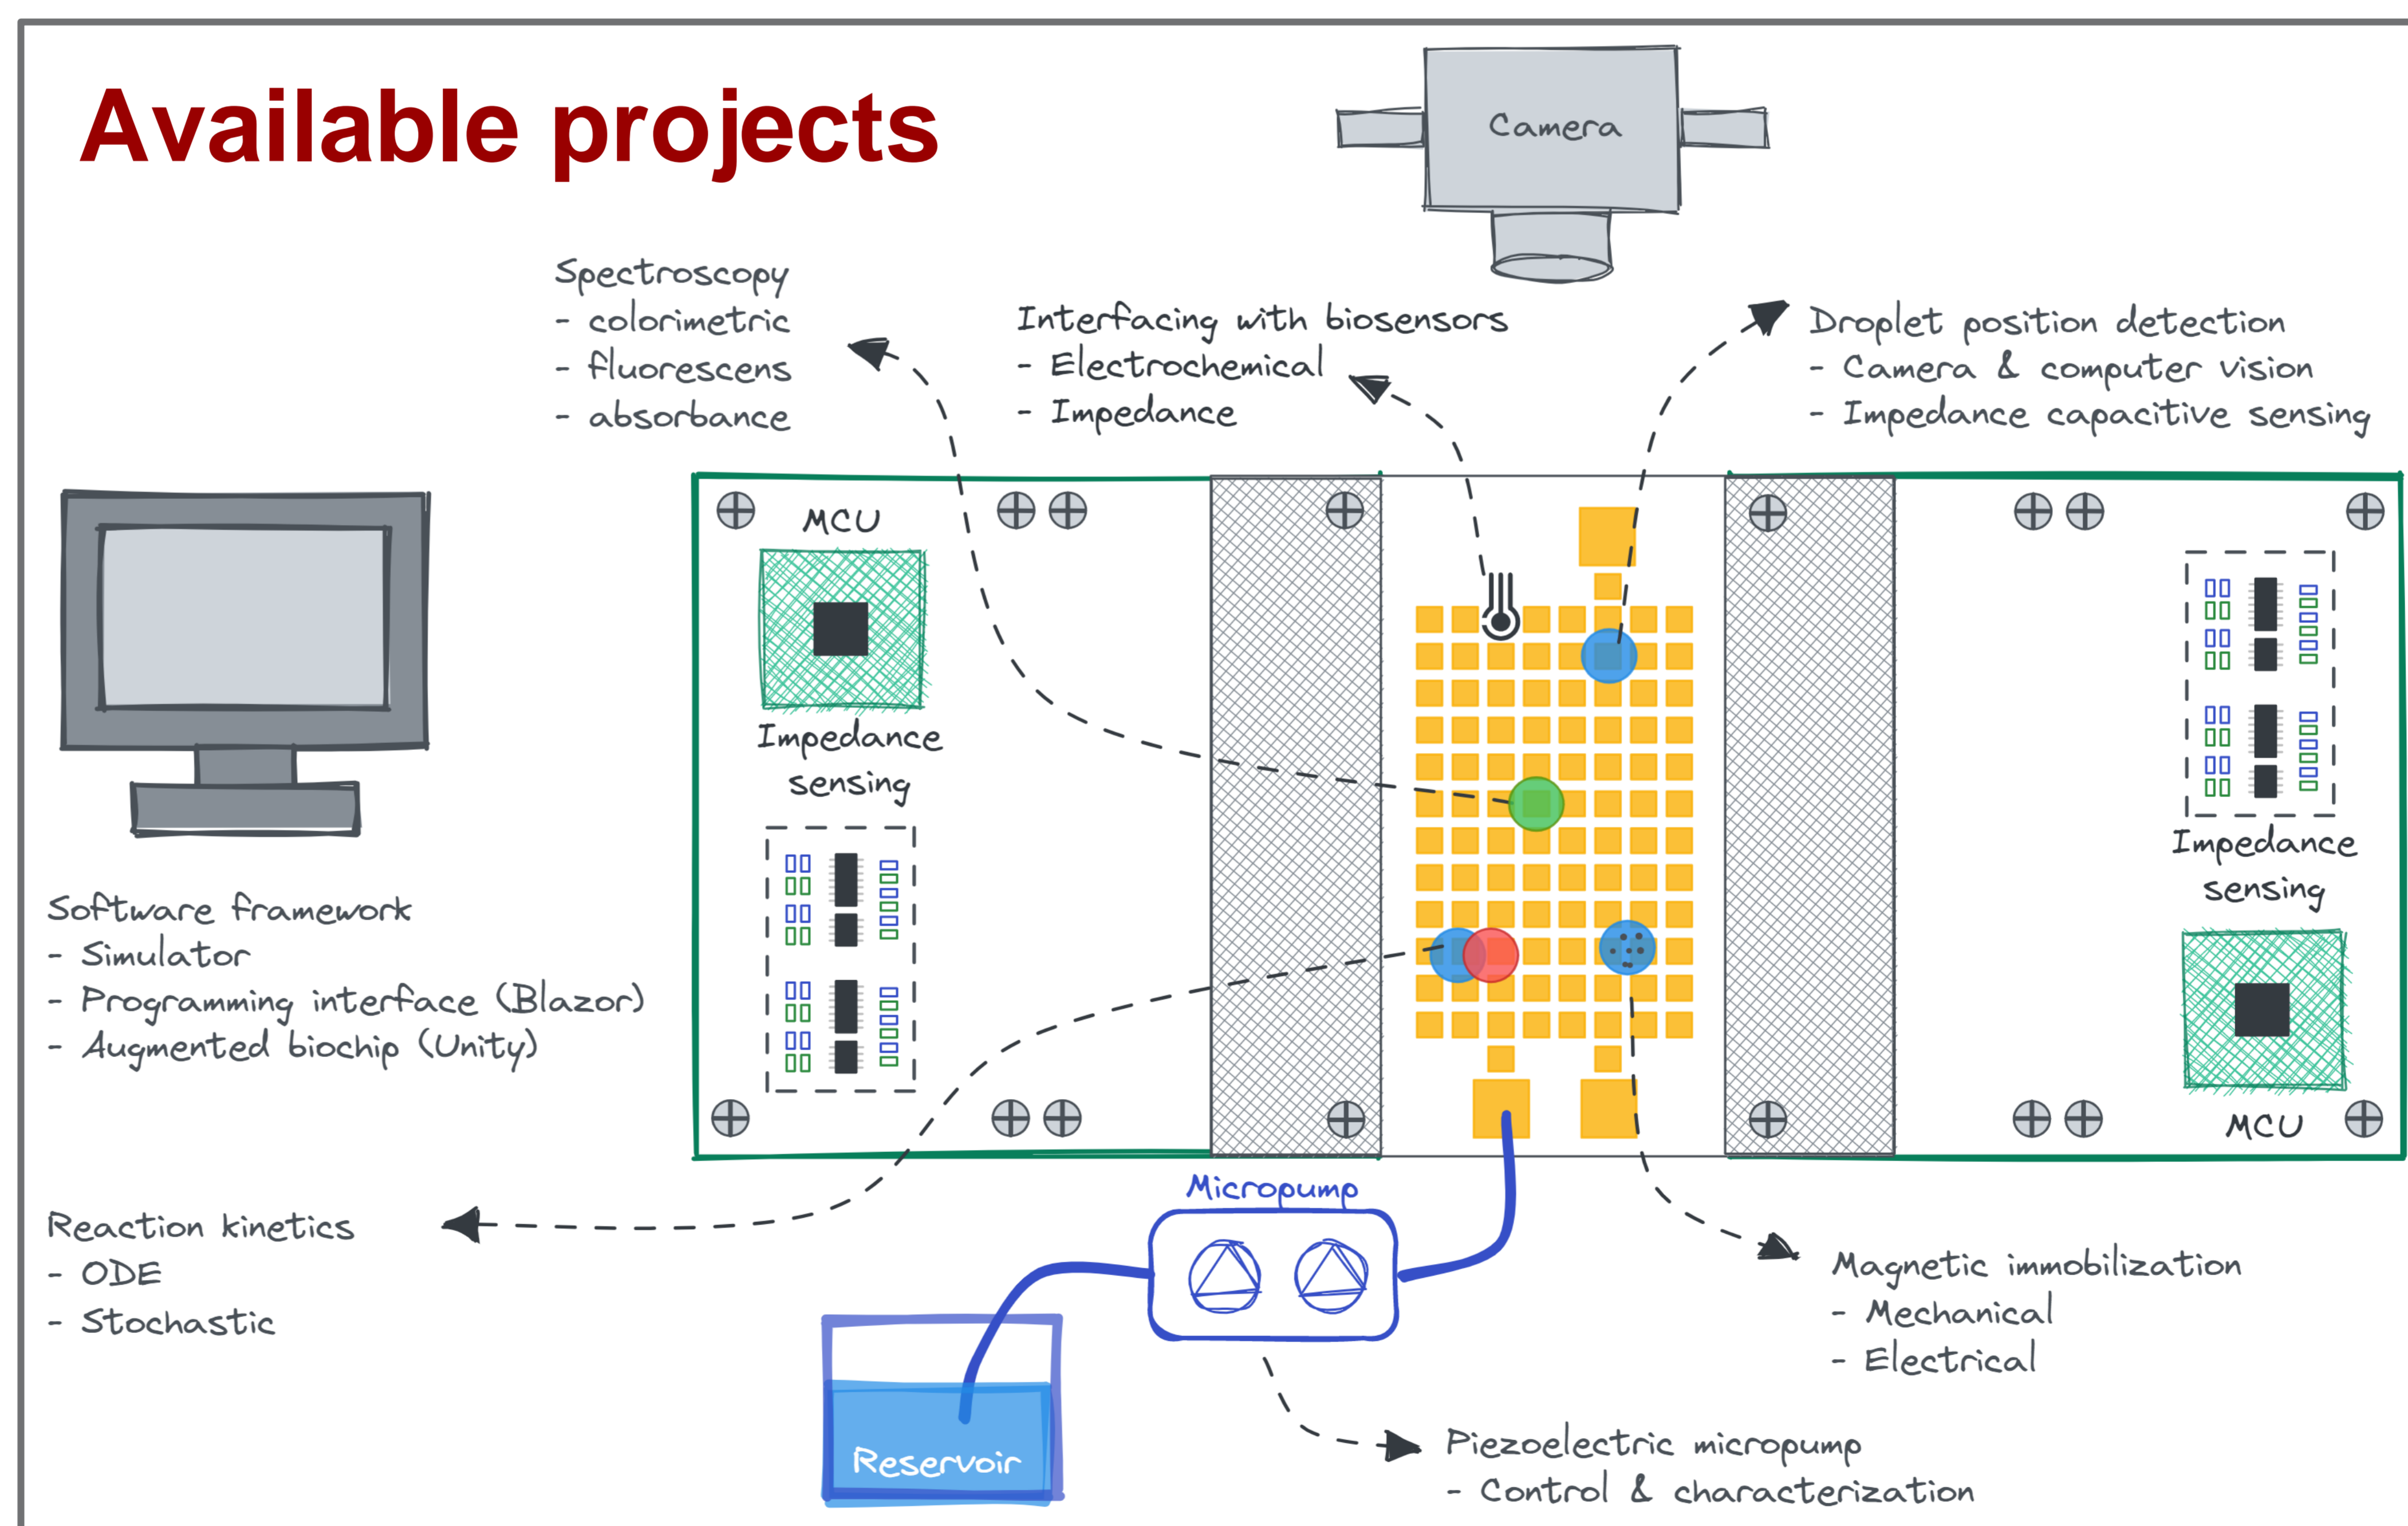 Available projects
Camera
Spectroscopy
- colorimetric
- fluorescens
- absorbance
Interfacing with biosensors
- Electrochemical
- Impedance
Droplet position detection
- Camera & computer vision
- Impedance capacitive sensing
MCU
Impedance
sensing
Software framework
- Simulator
- Programming interface (Blazor)
- Augmented biochip (Unity)
Impedance
sensing
MCU
Reaction kinetics
- ODE
- Stochastic
Micropump
Reservoir
Magnetic immobilization
- Mechanical
- Electrical
Piezoelectric micropump
- Control & characterization